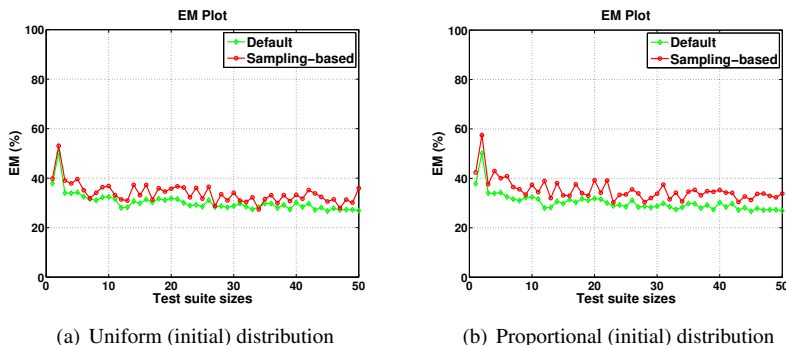 EM Plot
100
80
60
40
20
0
EM (%)
Default
Sampling-based
0 10 20 30 40 50
Test suite sizes
(a) Uniform (initial) distribution
EM Plot
100
80
60
40
20
0
EM (%)
Default
Sampling-based
0 10 20 30 40 50
Test suite sizes
(b) Proportional (initial) distribution